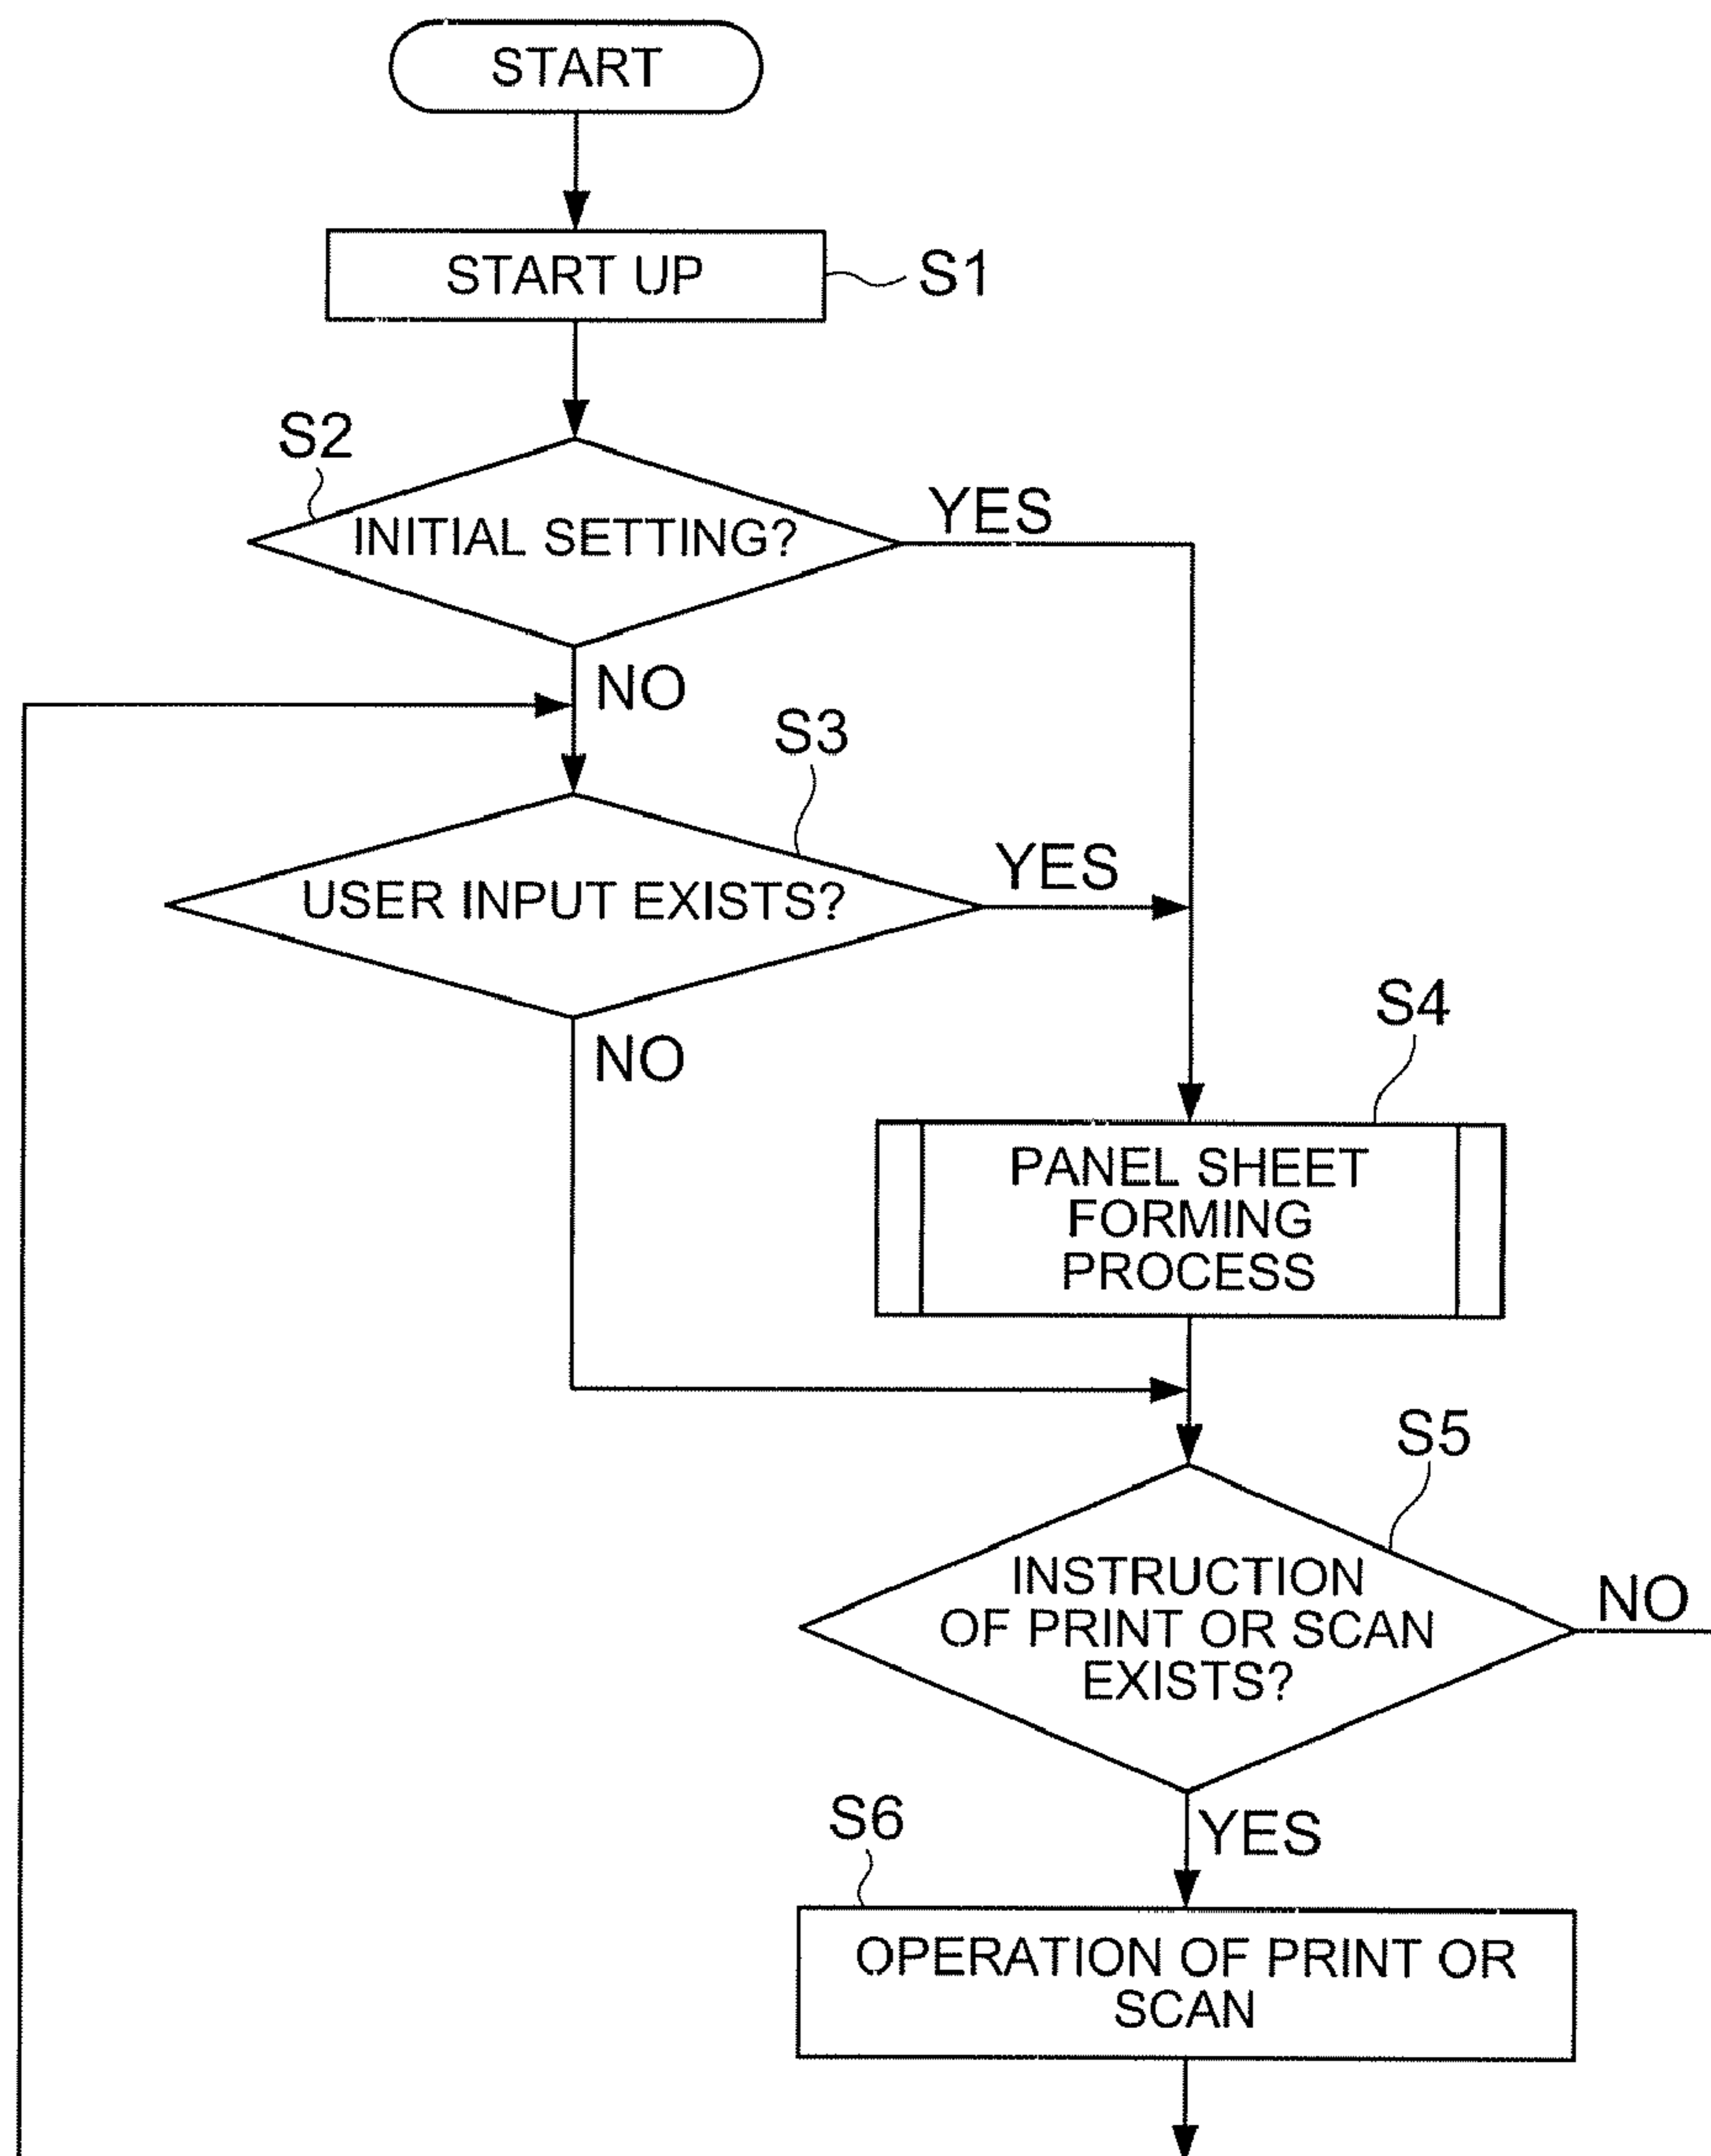 START
START UP
S1
S2
INITIAL SETTING?
YES
NO
S3
USER INPUT EXISTS?
YES
NO
S4
PANEL SHEET
FORMING
PROCESS
S5
INSTRUCTION
OF PRINT OR SCAN
EXISTS?
NO
YES
S6
OPERATION OF PRINT OR
SCAN